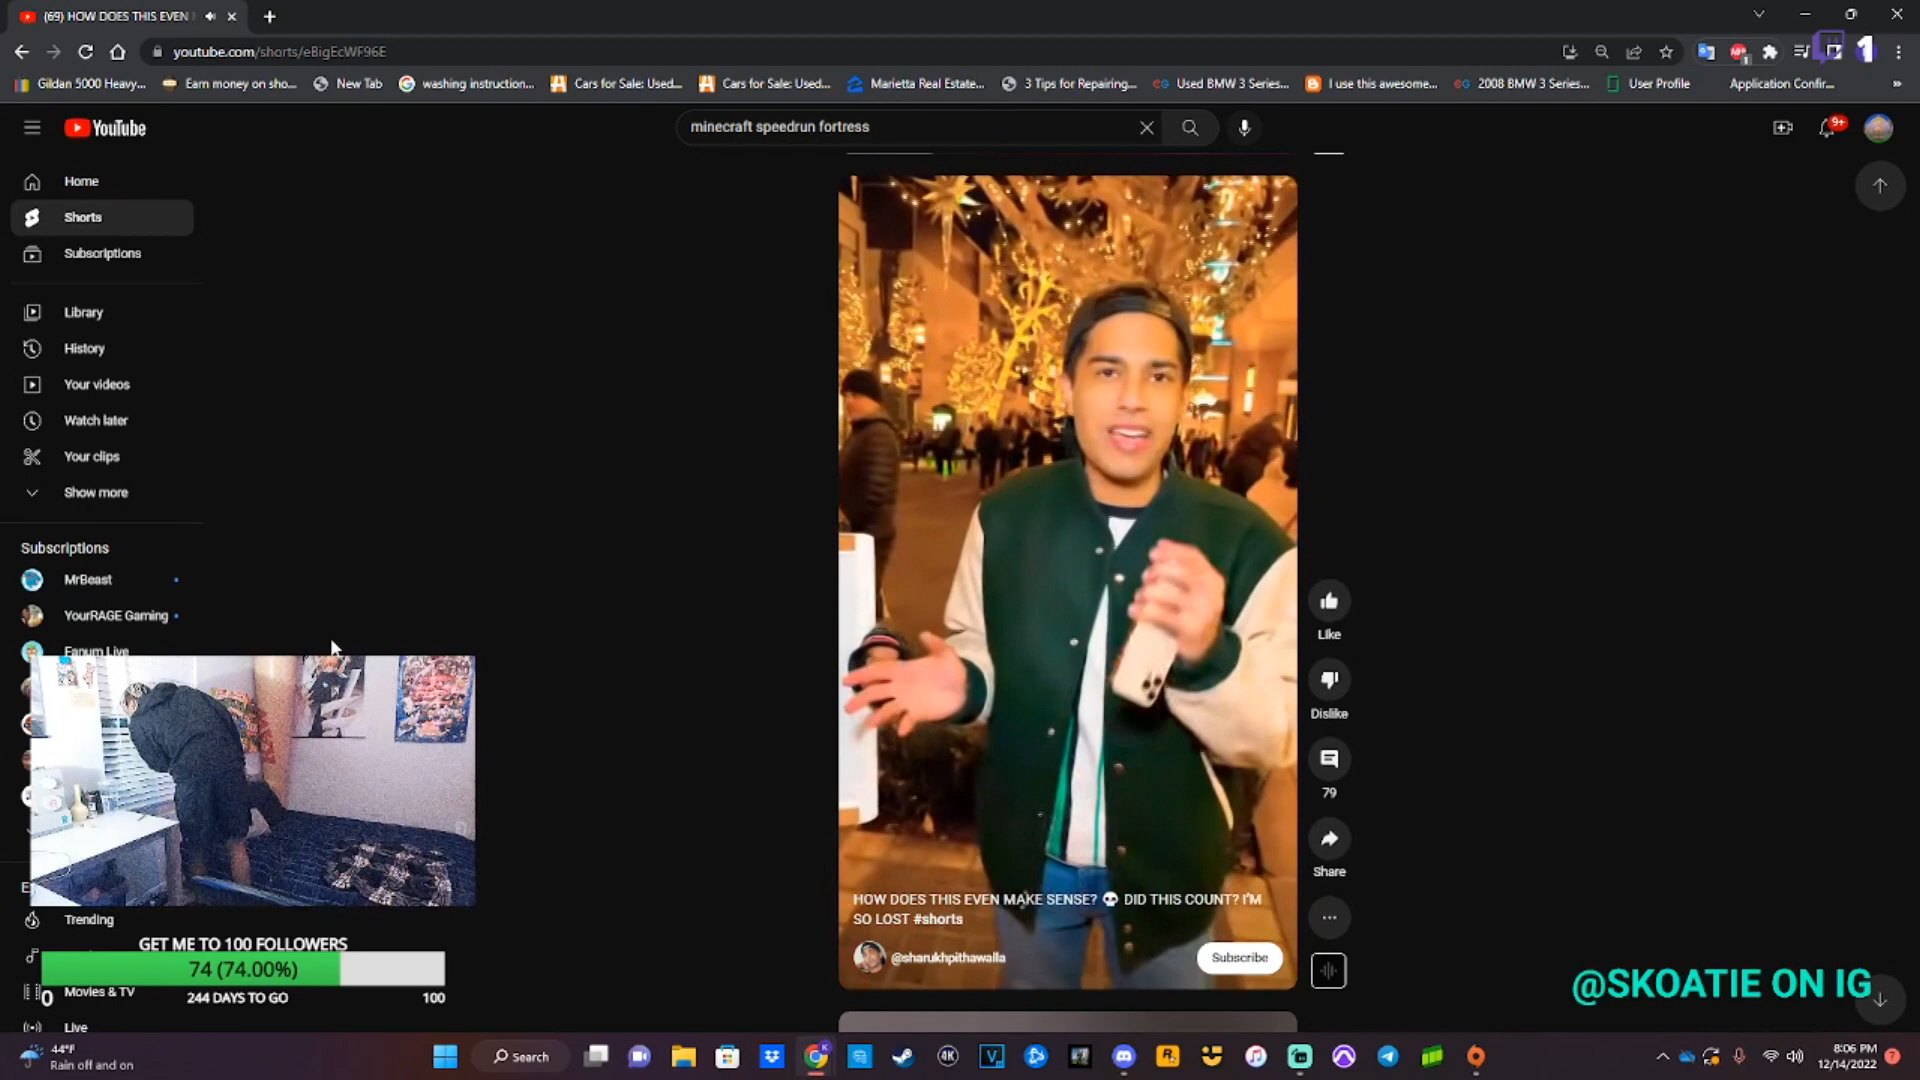 (69) HOW DOES THIS EVEN
youtube.com/shorts/eBigEcWF96E
Gildan 5000 Heavy...
Earn money on sho...
New Tab
washing instruction...
Cars for Sale: Used...
Cars for Sale: Used...
Marietta Real Estate...
3 Tips for Repairing...
Used BMW 3 Series...
I use this awesome...
2008 BMW 3 Series...
User Profile
Application Confir...
YouTube
minecraft speedrun fortress
9+
Home
Shorts
Subscriptions
Library
History
Your videos
Watch later
Your clips
Show more
Subscriptions
MrBeast
YourRAGE Gaming
Fanum Live
Trending
Movies & TV
Live
GET ME TO 100 FOLLOWERS
74 (74.00%)
0
244 DAYS TO GO
100
HOW DOES THIS EVEN MAKE SENSE? 💀 DID THIS COUNT? I'M
SO LOST #shorts
@sharukhpithawalla
Subscribe
Like
Dislike
79
Share
@SKOATIE ON IG
44°F
Rain off and on
Search
8:06 PM
12/14/2022
7